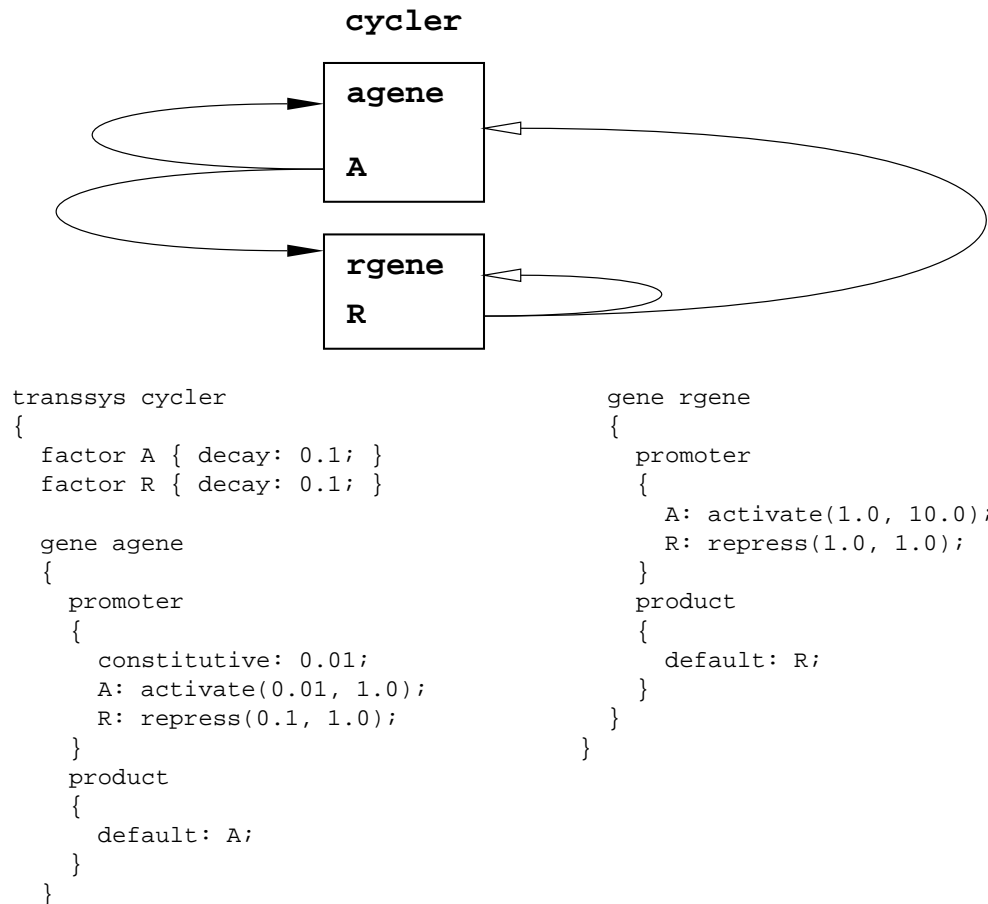 cycler
agene
A
rgene
R
transsys cycler
{
factor A { decay: 0.1; }
factor R { decay: 0.1; }
gene agene
{
promoter
{
constitutive: 0.01;
A: activate(0.01, 1.0);
R: repress(0.1, 1.0);
}
product
{
default: A;
}
}
gene rgene
{
promoter
{
A: activate(1.0, 10.0);
R: repress(1.0, 1.0);
}
product
{
default: R;
}
}
}